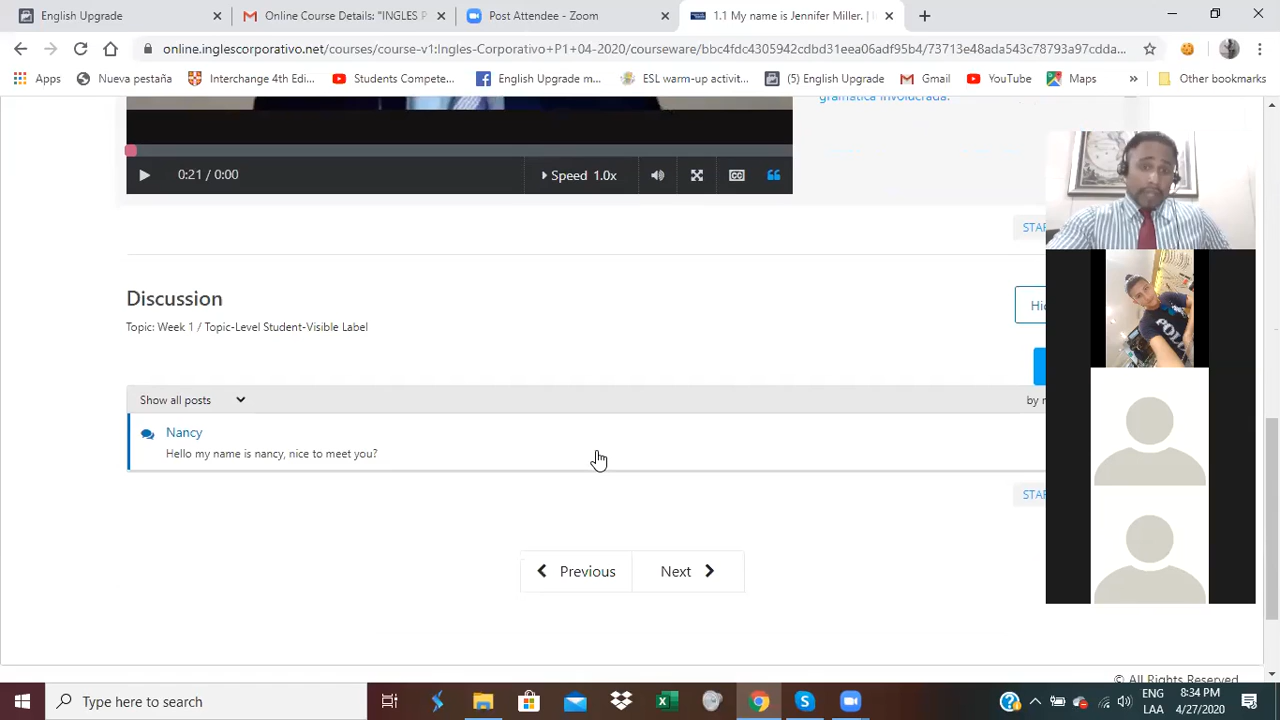 English Upgrade
Online Course Details: "INGLES P
Post Attendee - Zoom
1.1 My name is Jennifer Miller. |
online.inglescorporativo.net/courses/course-v1:Ingles-Corporativo+P1+04-2020/courseware/bbc4fdc4305942cdbd31eea06adf95b4/73713e48ada543c78793a97cdda...
Apps
Nueva pestaña
Interchange 4th Edi...
Students Compete...
English Upgrade m...
ESL warm-up activit...
(5) English Upgrade
Gmail
YouTube
Maps
Other bookmarks
gramática involucrada.
0:21 / 0:00
Speed 1.0x
STAF
Discussion
Hid
Topic: Week 1 / Topic-Level Student-Visible Label
Show all posts
by r
Nancy
Hello my name is nancy, nice to meet you?
STAF
Previous
Next
© All Rights Reserved
Type here to search
ENG
LAA
8:34 PM
4/27/2020